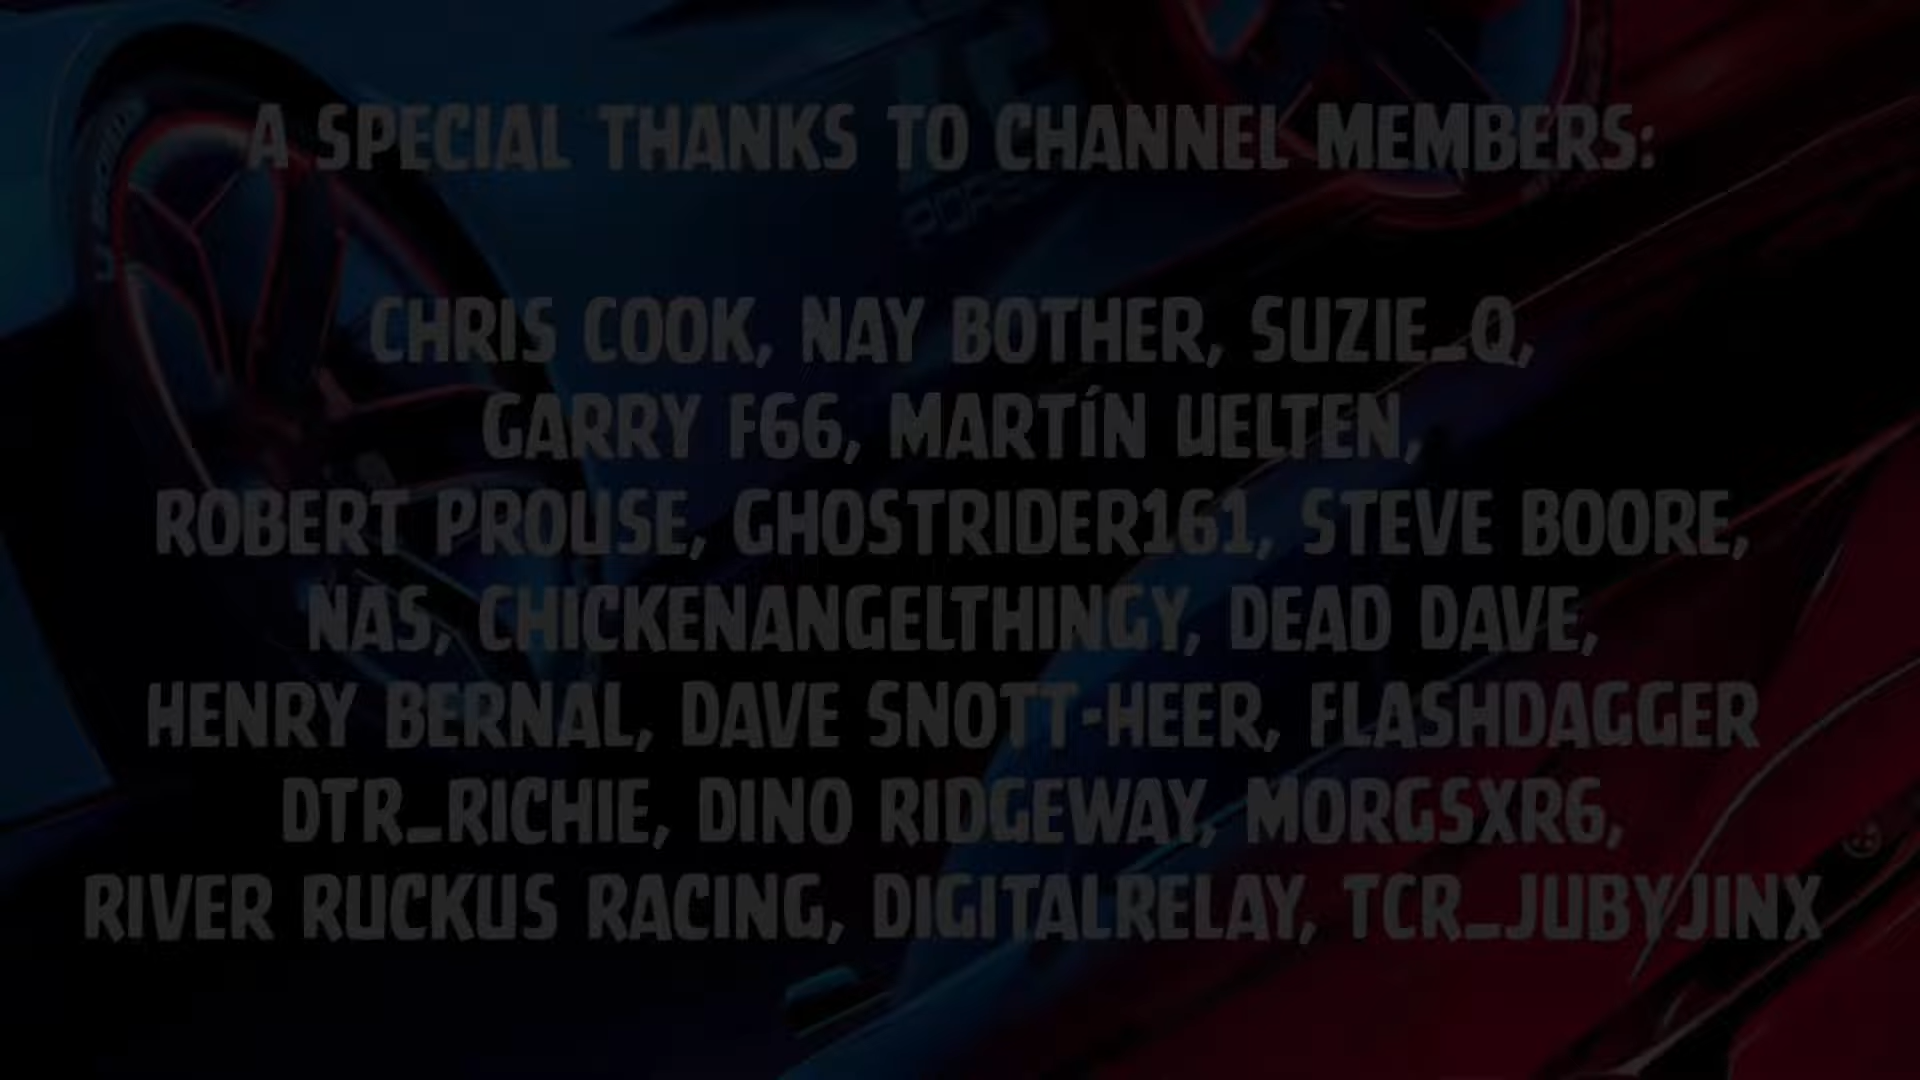 A SPECIAL THANKS TO CHANNEL MEMBERS:
CHRIS COOK, NAY BOTHER, SUZIE_Q,
GARRY F66, MARTÍN UELTEN,
ROBERT PROUSE, GHOSTRIDER161, STEVE BOORE,
NAS, CHICKENANGELTHINGY, DEAD DAVE,
HENRY BERNAL, DAVE SNOTT-HEER, FLASHDAGGER
DTR_RICHIE, DINO RIDGEWAY, MORGSXR6,
RIVER RUCKUS RACING, DIGITALRELAY, TCR_JUBYJINX